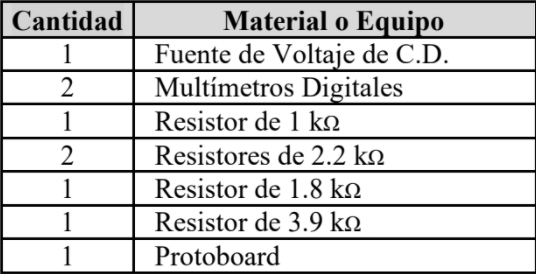 Cantidad Material o Equipo
1 Fuente de Voltaje de C.D.
2 Multímetros Digitales
1 Resistor de 1 kΩ
2 Resistores de 2.2 kΩ
1 Resistor de 1.8 kΩ
1 Resistor de 3.9 kΩ
1 Protoboard